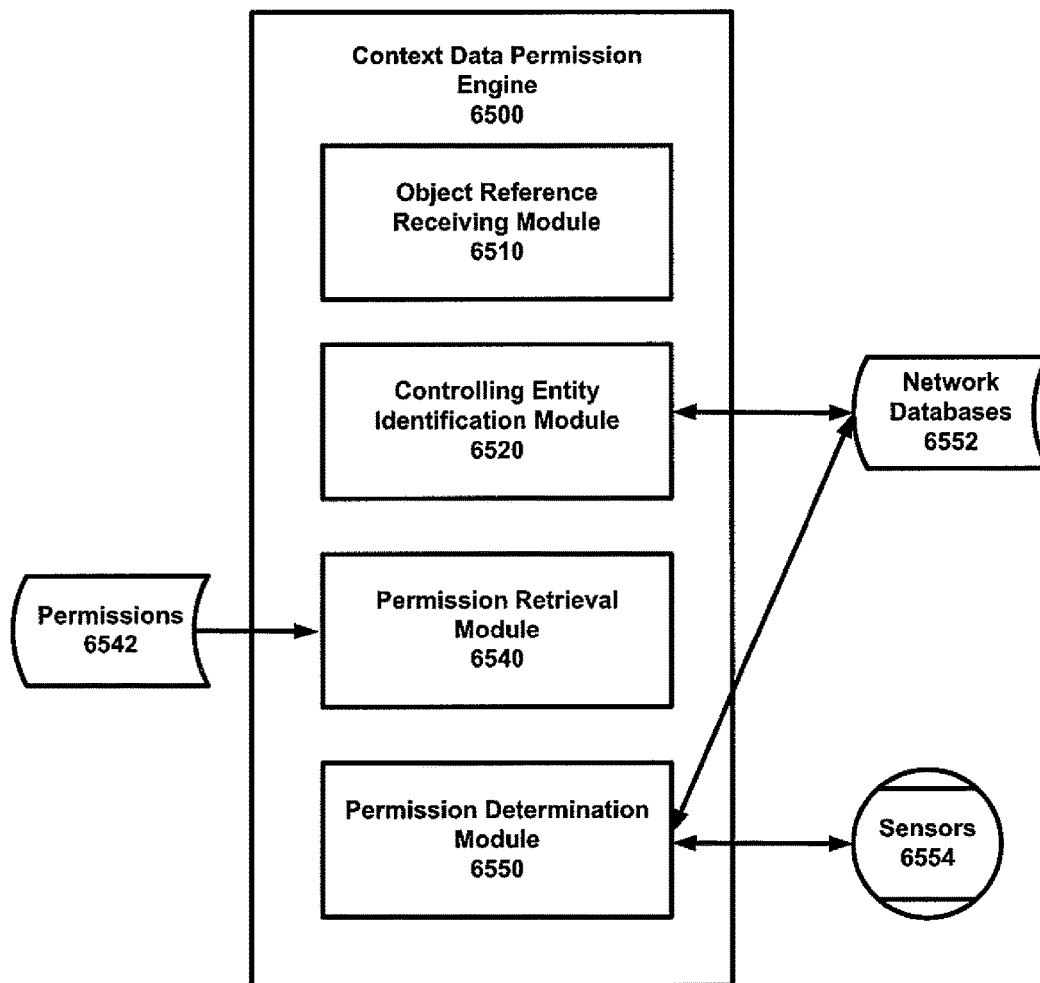 Context Data Permission
Engine
6500
Object Reference
Receiving Module
6510
Controlling Entity
Identification Module
6520
Network
Databases
6552
Permissions
6542
Permission Retrieval
Module
6540
Permission Determination
Module
6550
Sensors
6554